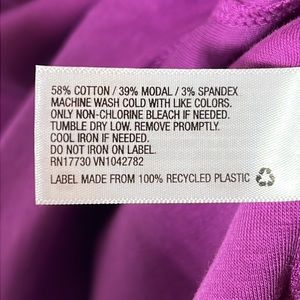 58% COTTON / 39% MODAL / 3% SPANDEX
MACHINE WASH COLD WITH LIKE COLORS.
ONLY NON-CHLORINE BLEACH IF NEEDED.
TUMBLE DRY LOW. REMOVE PROMPTLY.
COOL IRON IF NEEDED.
DO NOT IRON ON LABEL.
RN17730 VN1042782
LABEL MADE FROM 100% RECYCLED PLASTIC